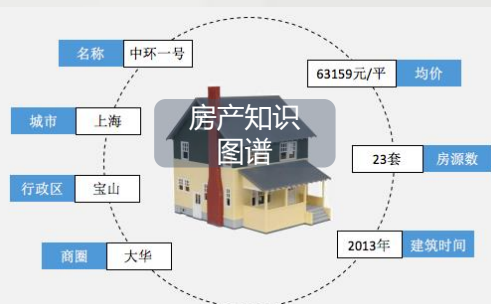 名称 中环一号
63159元/平 均价
房产知识
图谱
城市 上海
23套 房源数
行政区 宝山
2013年 建筑时间
商圈 大华